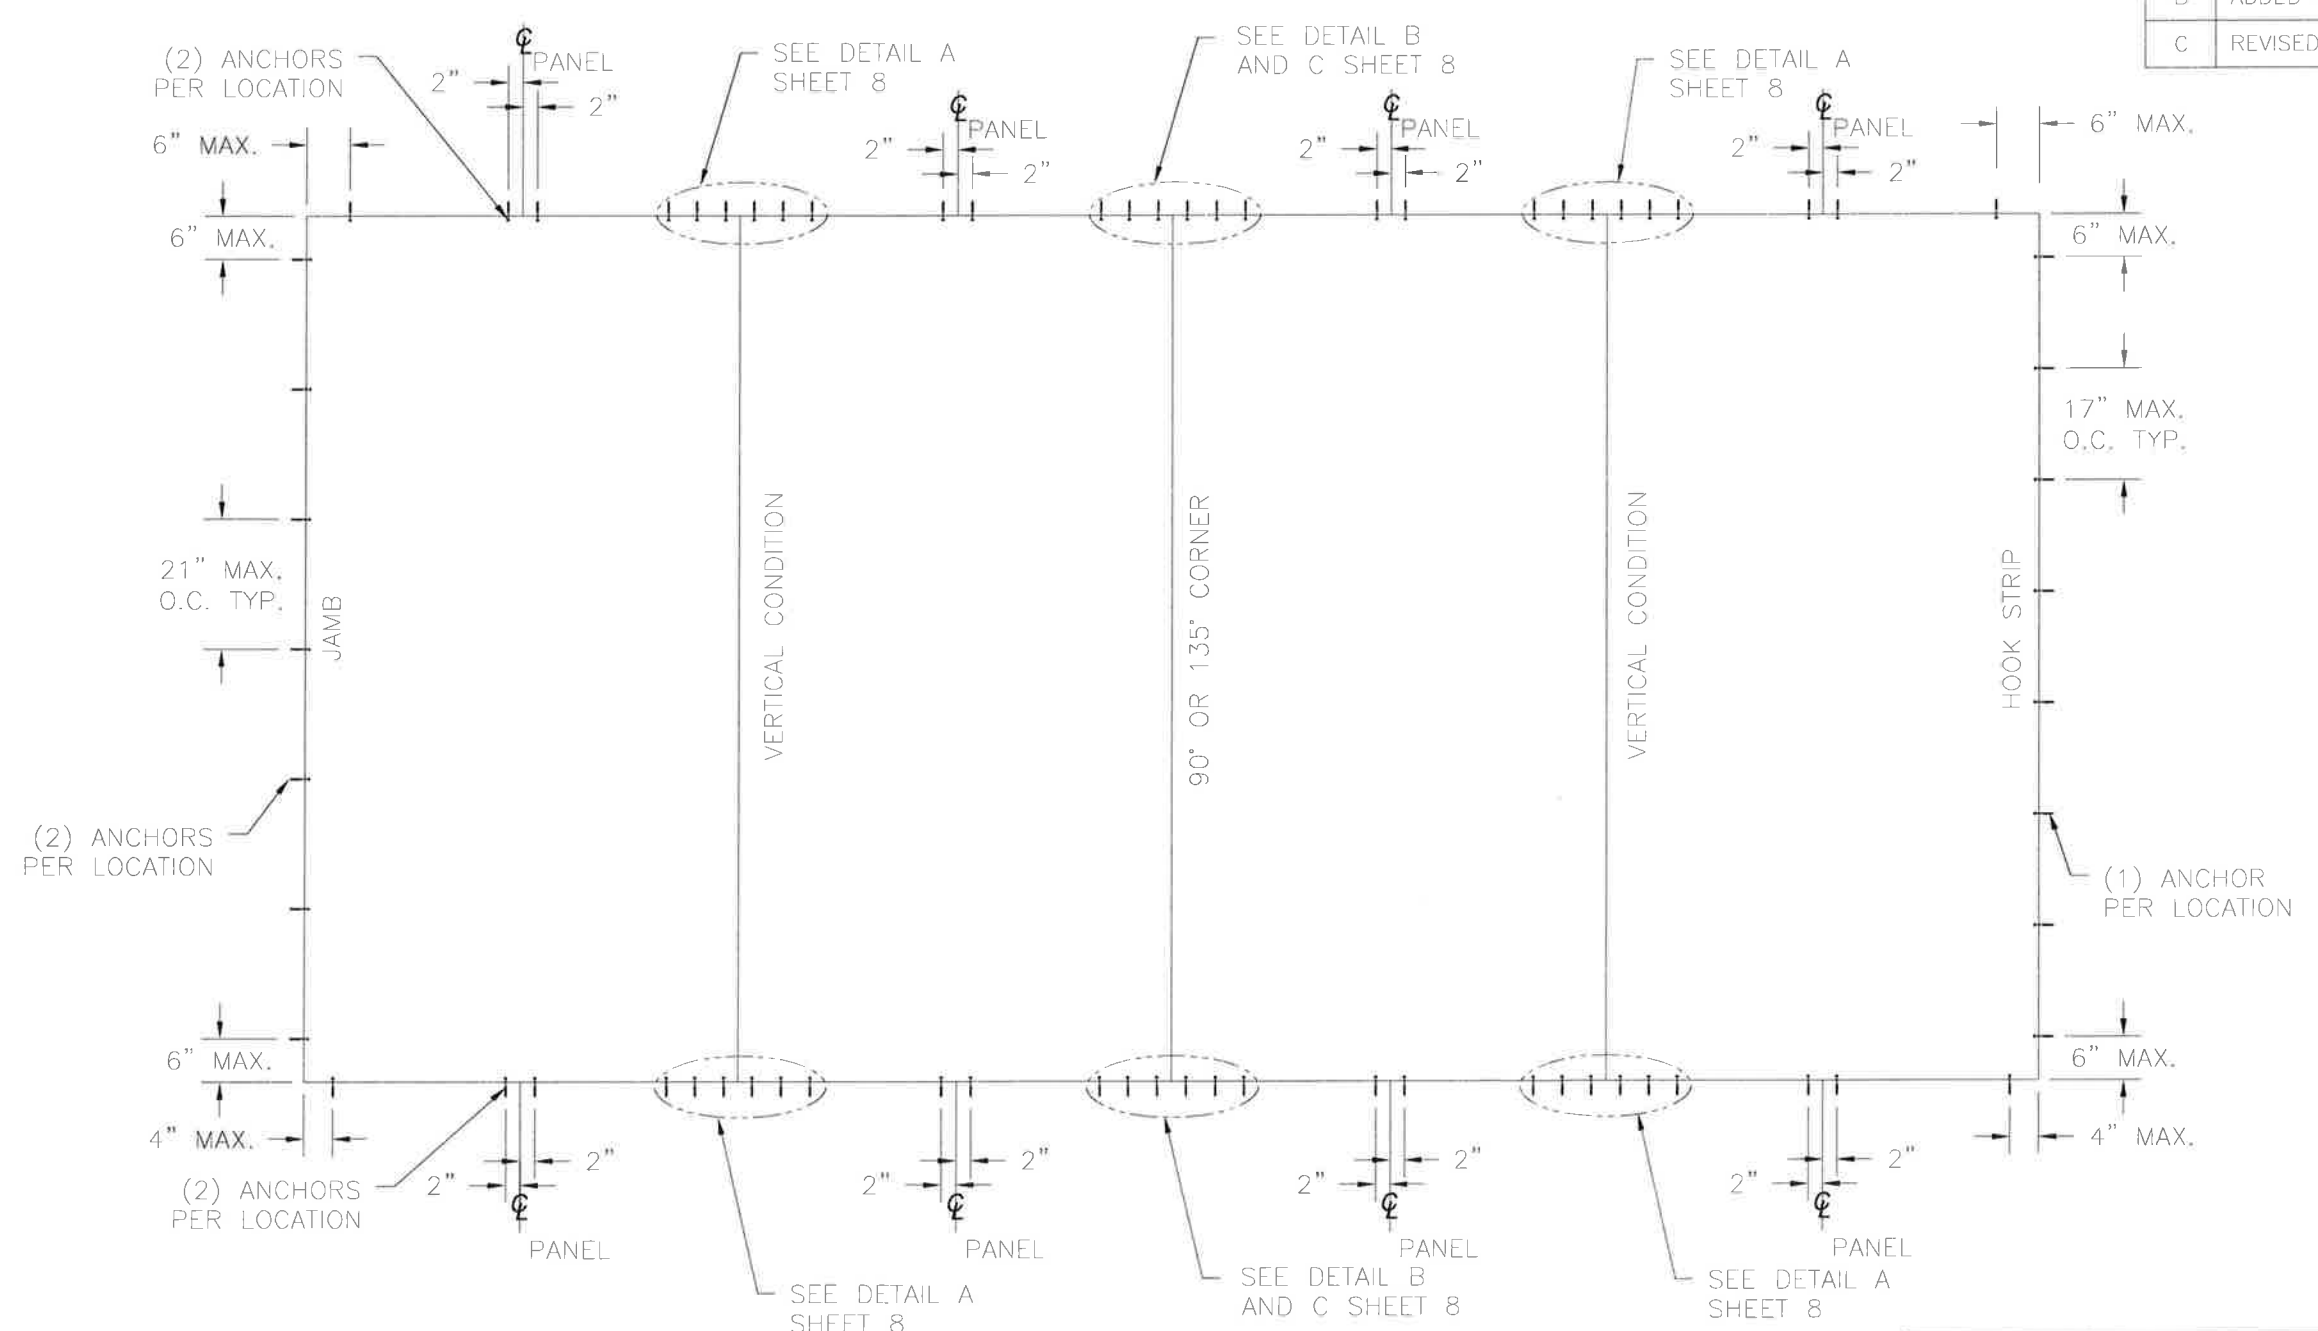 B ADDED
C REVISED
(2) ANCHORS
PER LOCATION
℄
PANEL
2"
2"
SEE DETAIL A
SHEET 8
SEE DETAIL B
AND C SHEET 8
SEE DETAIL A
SHEET 8
℄
PANEL
2"
2"
℄
PANEL
2"
2"
℄
PANEL
2"
2"
6" MAX.
6" MAX.
6" MAX.
6" MAX.
17" MAX.
O.C. TYP.
21" MAX.
O.C. TYP.
JAMB
VERTICAL CONDITION
90° OR 135° CORNER
VERTICAL CONDITION
HOOK STRIP
(2) ANCHORS
PER LOCATION
(1) ANCHOR
PER LOCATION
6" MAX.
6" MAX.
4" MAX.
4" MAX.
(2) ANCHORS
PER LOCATION
2"
2"
℄
PANEL
2"
2"
℄
PANEL
2"
2"
℄
PANEL
2"
2"
℄
PANEL
SEE DETAIL A
SHEET 8
SEE DETAIL B
AND C SHEET 8
SEE DETAIL A
SHEET 8